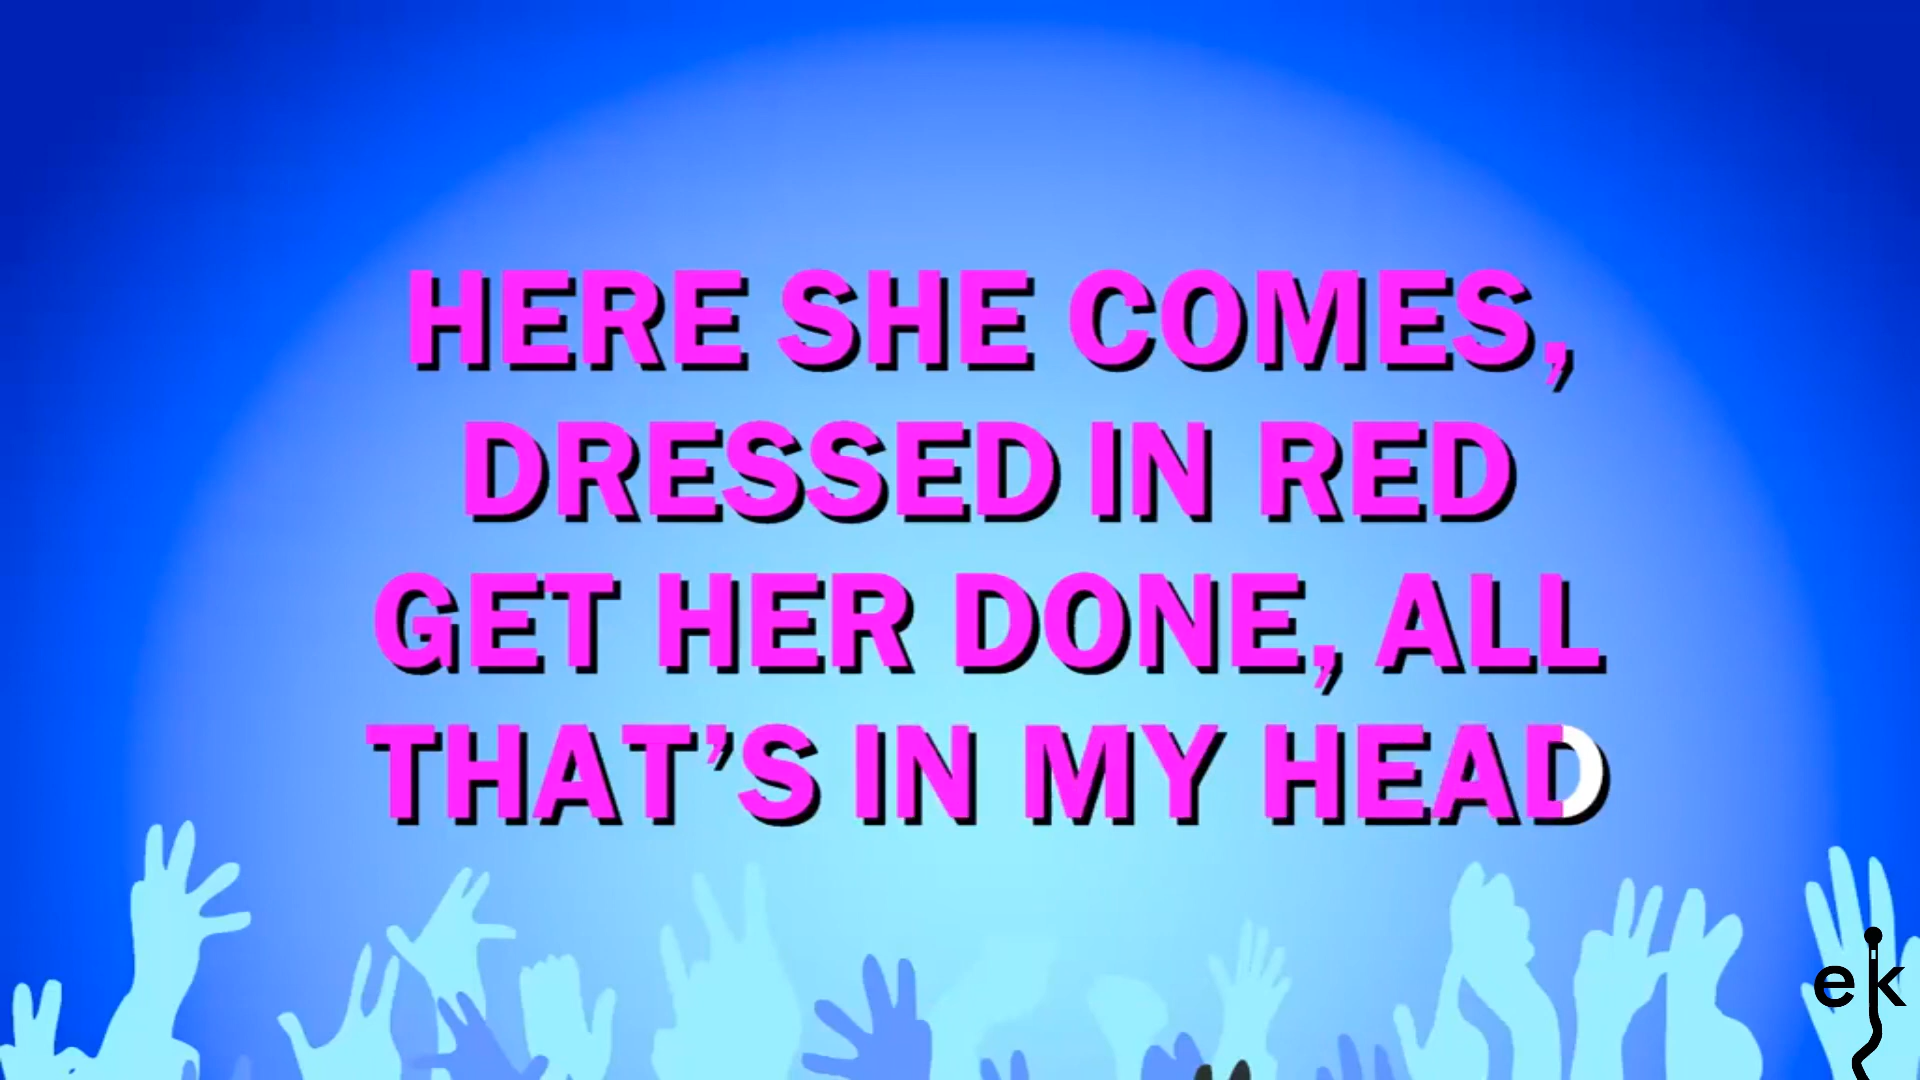 HERE SHE COMES,
DRESSED IN RED
GET HER DONE, ALL
THAT’S IN MY HEAD
ek